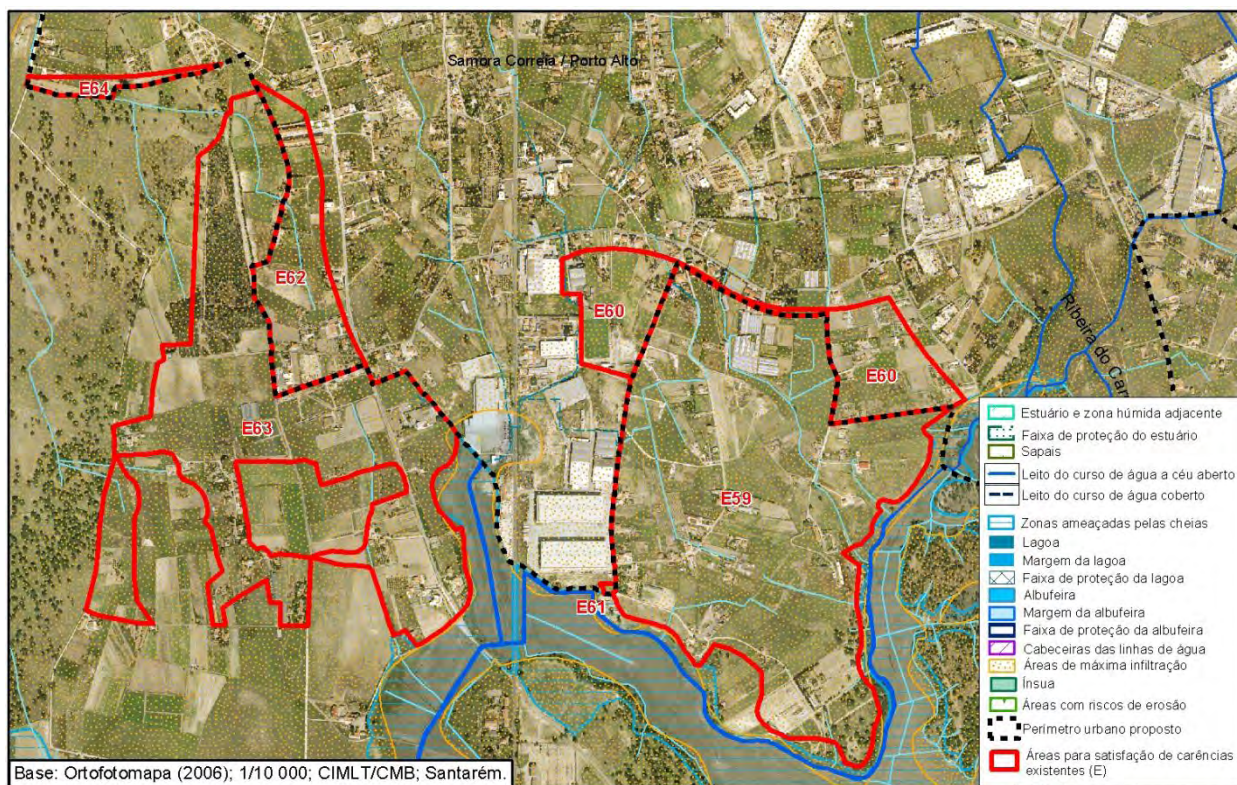 Samora Correia / Porto Alto
E64
E62
E60
E60
E63
E59
E61
Ribeira do
Estuário e zona húmida adjacente
Faixa de proteção do estuário
Sapais
Leito do curso de água a céu aberto
Leito do curso de água coberto
Zonas ameaçadas pelas cheias
Lagoa
Margem da lagoa
Faixa de proteção da lagoa
Albufeira
Margem da albufeira
Faixa de proteção da albufeira
Cabeceiras das linhas de água
Áreas de máxima infiltração
Ínsua
Áreas com riscos de erosão
Perímetro urbano proposto
Áreas para satisfação de carências
existentes (E)
Base: Ortofotomapa (2006); 1/10 000; CIMLT/CMB; Santarém.